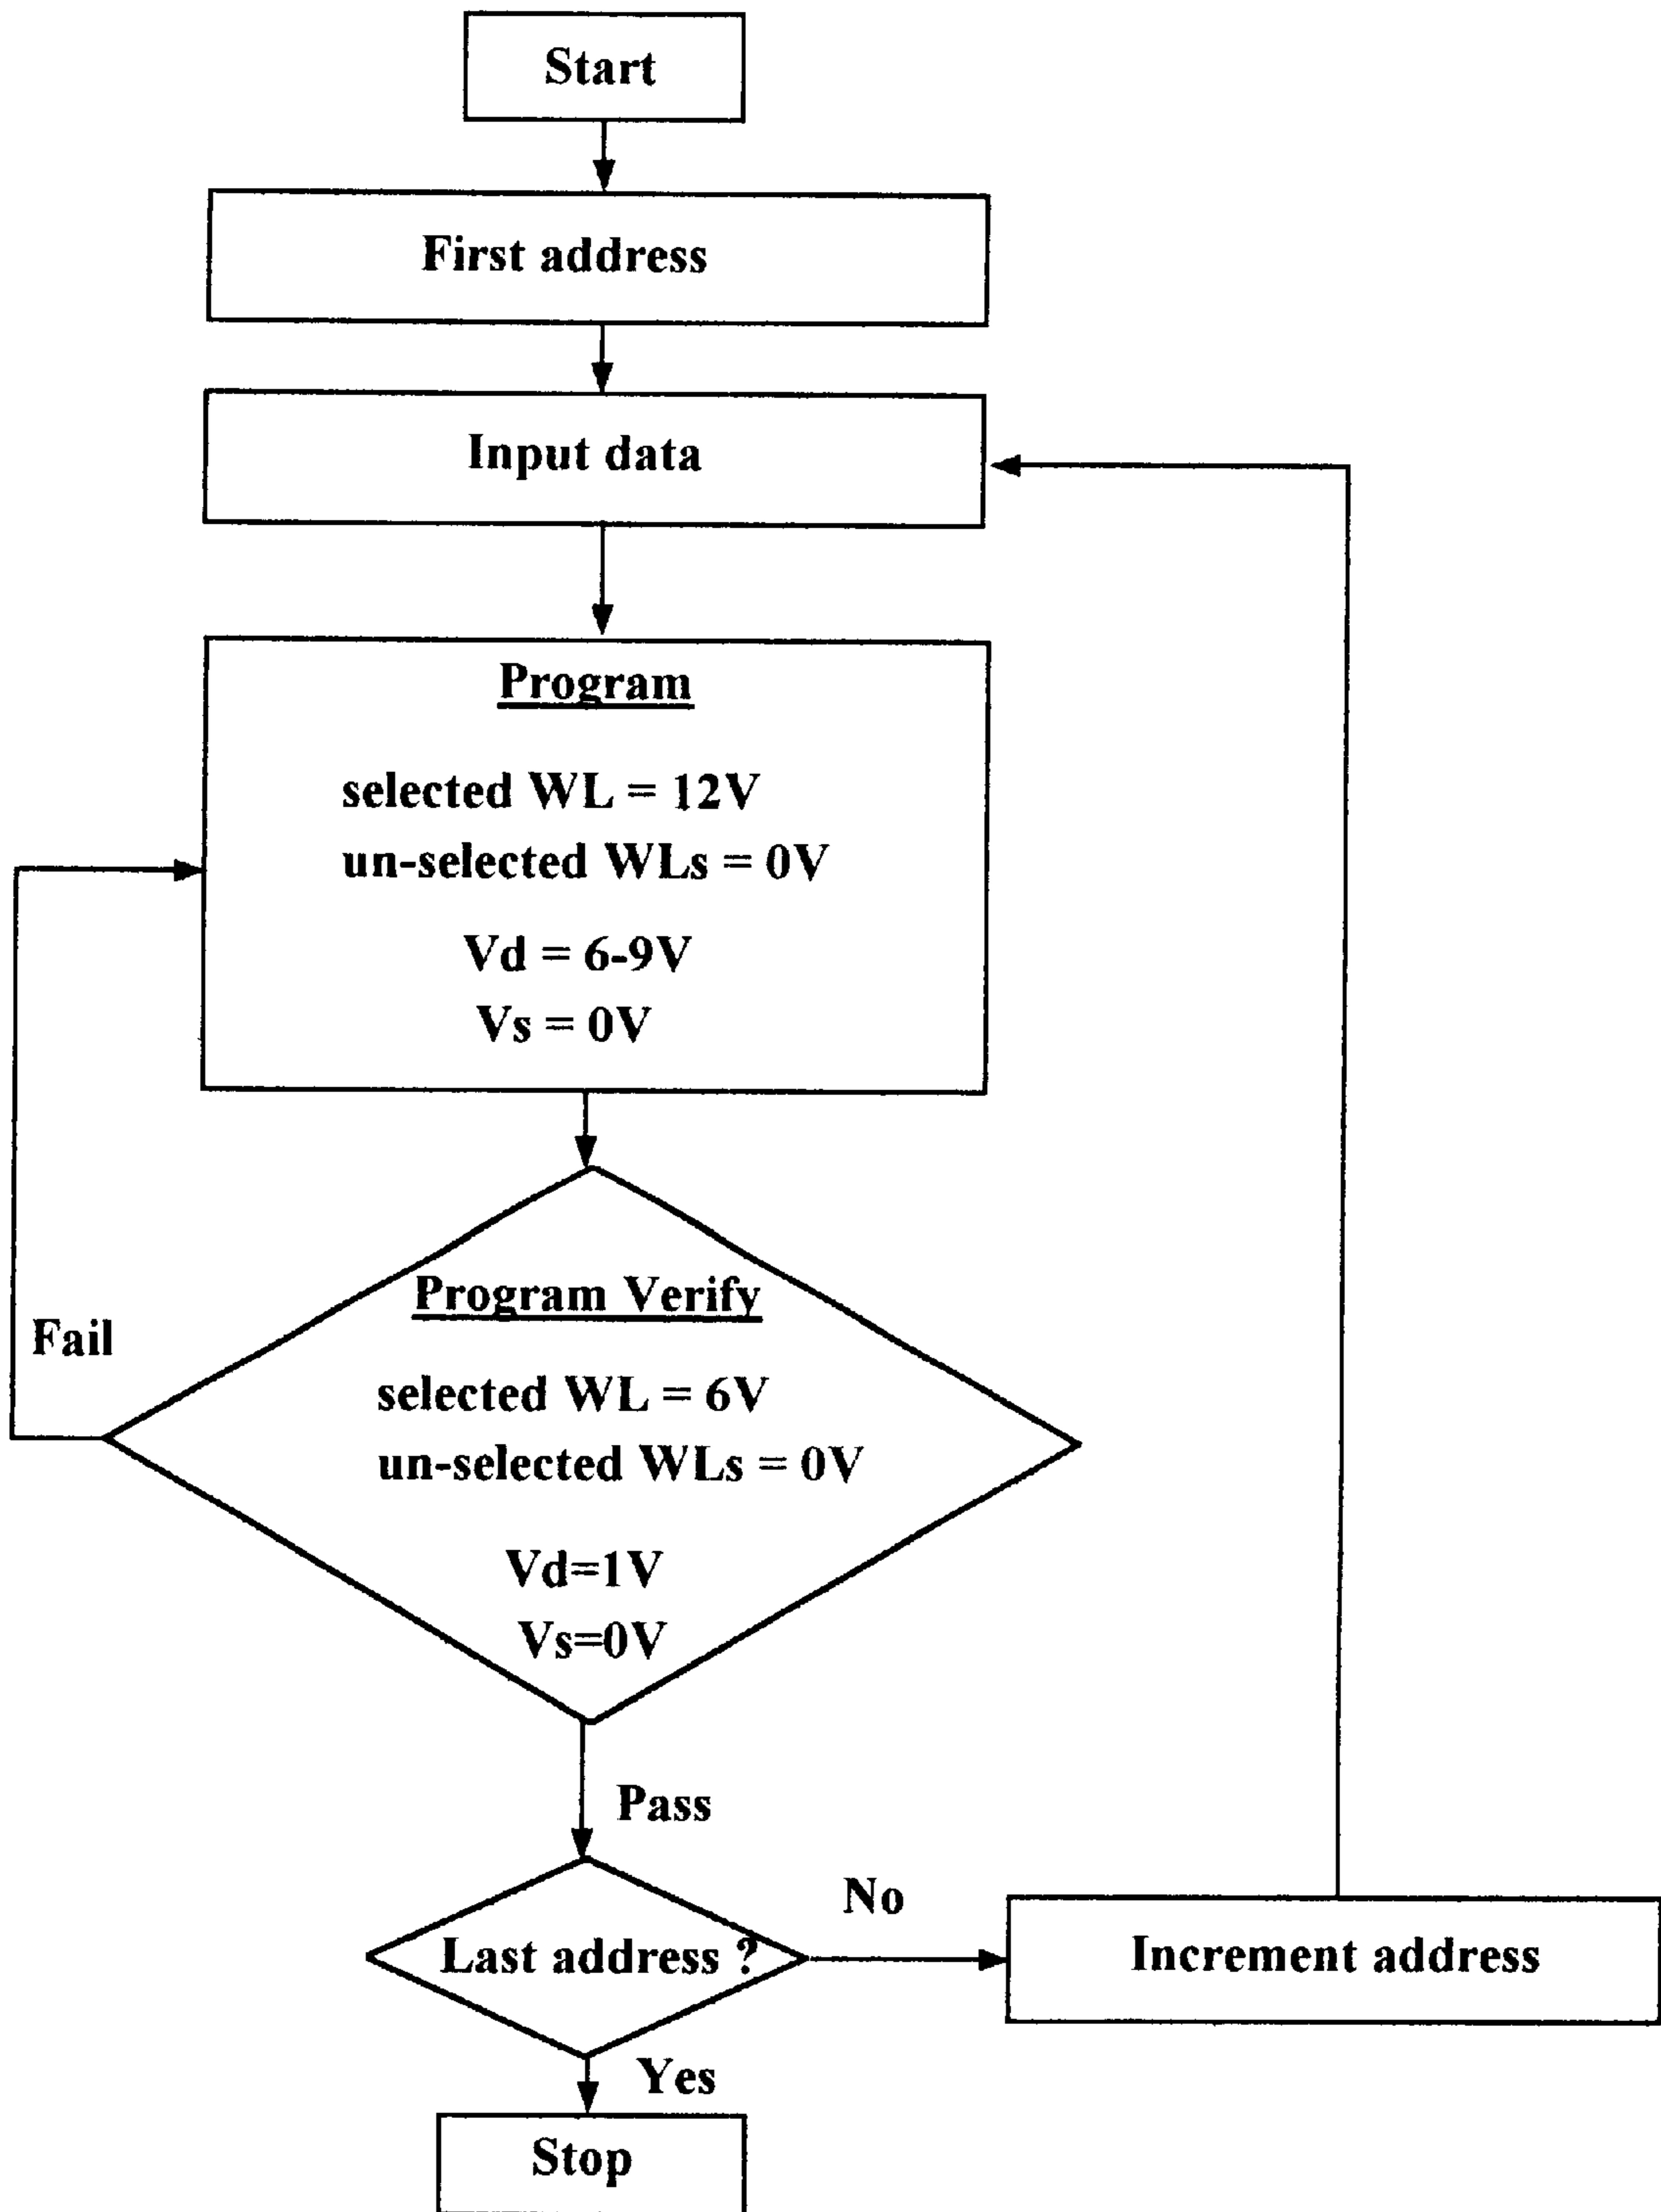 Start
First address
Input data
Program
selected WL = 12V
un-selected WLs = 0V
Vd = 6-9V
Vs = 0V
Program Verify
Fail
selected WL = 6V
un-selected WLs = 0V
Vd=1V
Vs=0V
Pass
No
Last address ?
Increment address
Yes
Stop